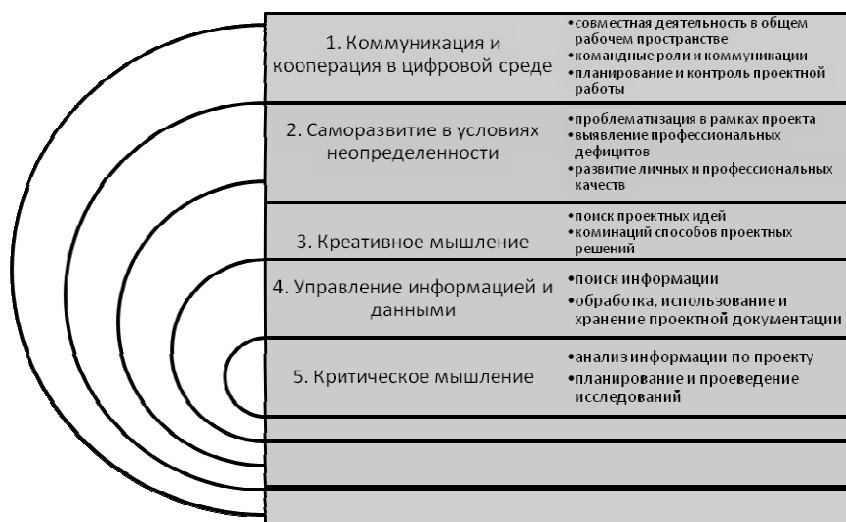 1. Коммуникация и
кооперация в цифровой среде
•совместная деятельность в общем
рабочем пространстве
•командные роли и коммуникации
•планирование и контроль проектной
работы
2. Саморазвитие в условиях
неопределенности
•проблематизация в рамках проекта
•выявление профессиональных
дефицитов
•развитие личных и профессиональных
качеств
3. Креативное мышление
•поиск проектных идей
•коминаций способов проектных
решений
4. Управление информацией и
данными
•поиск информации
•обработка, использование и
хранение проектной документации
5. Критическое мышление
•анализ информации по проекту
•планирование и проеведение
исследований